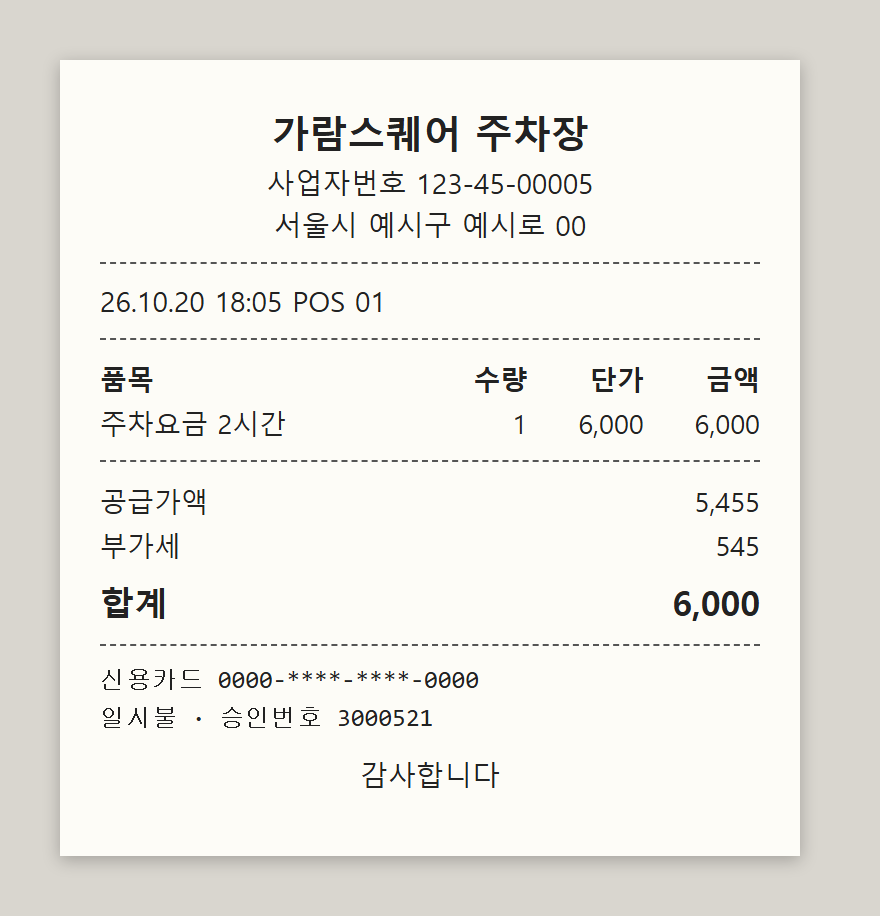 가람스퀘어 주차장
사업자번호 123-45-00005
서울시 예시구 예시로 00
26.10.20 18:05 POS 01
품목 수량 단가 금액
주차요금 2시간 1 6,000 6,000
공급가액 5,455
부가세 545
합계 6,000
신용카드 0000-****-****-0000
일시불 · 승인번호 3000521
감사합니다